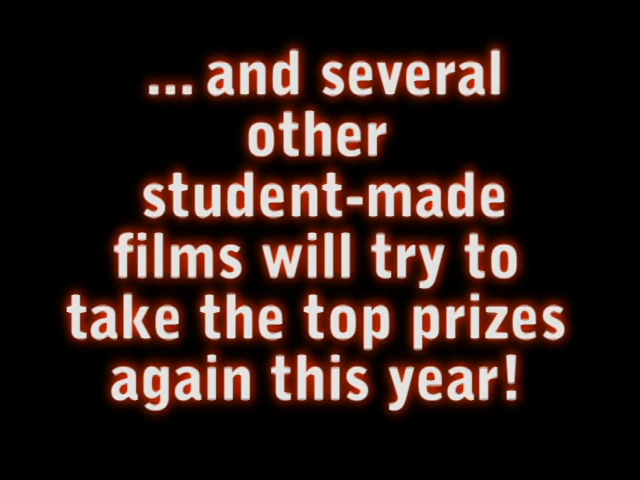 ... and several
other
student-made
films will try to
take the top prizes
again this year!